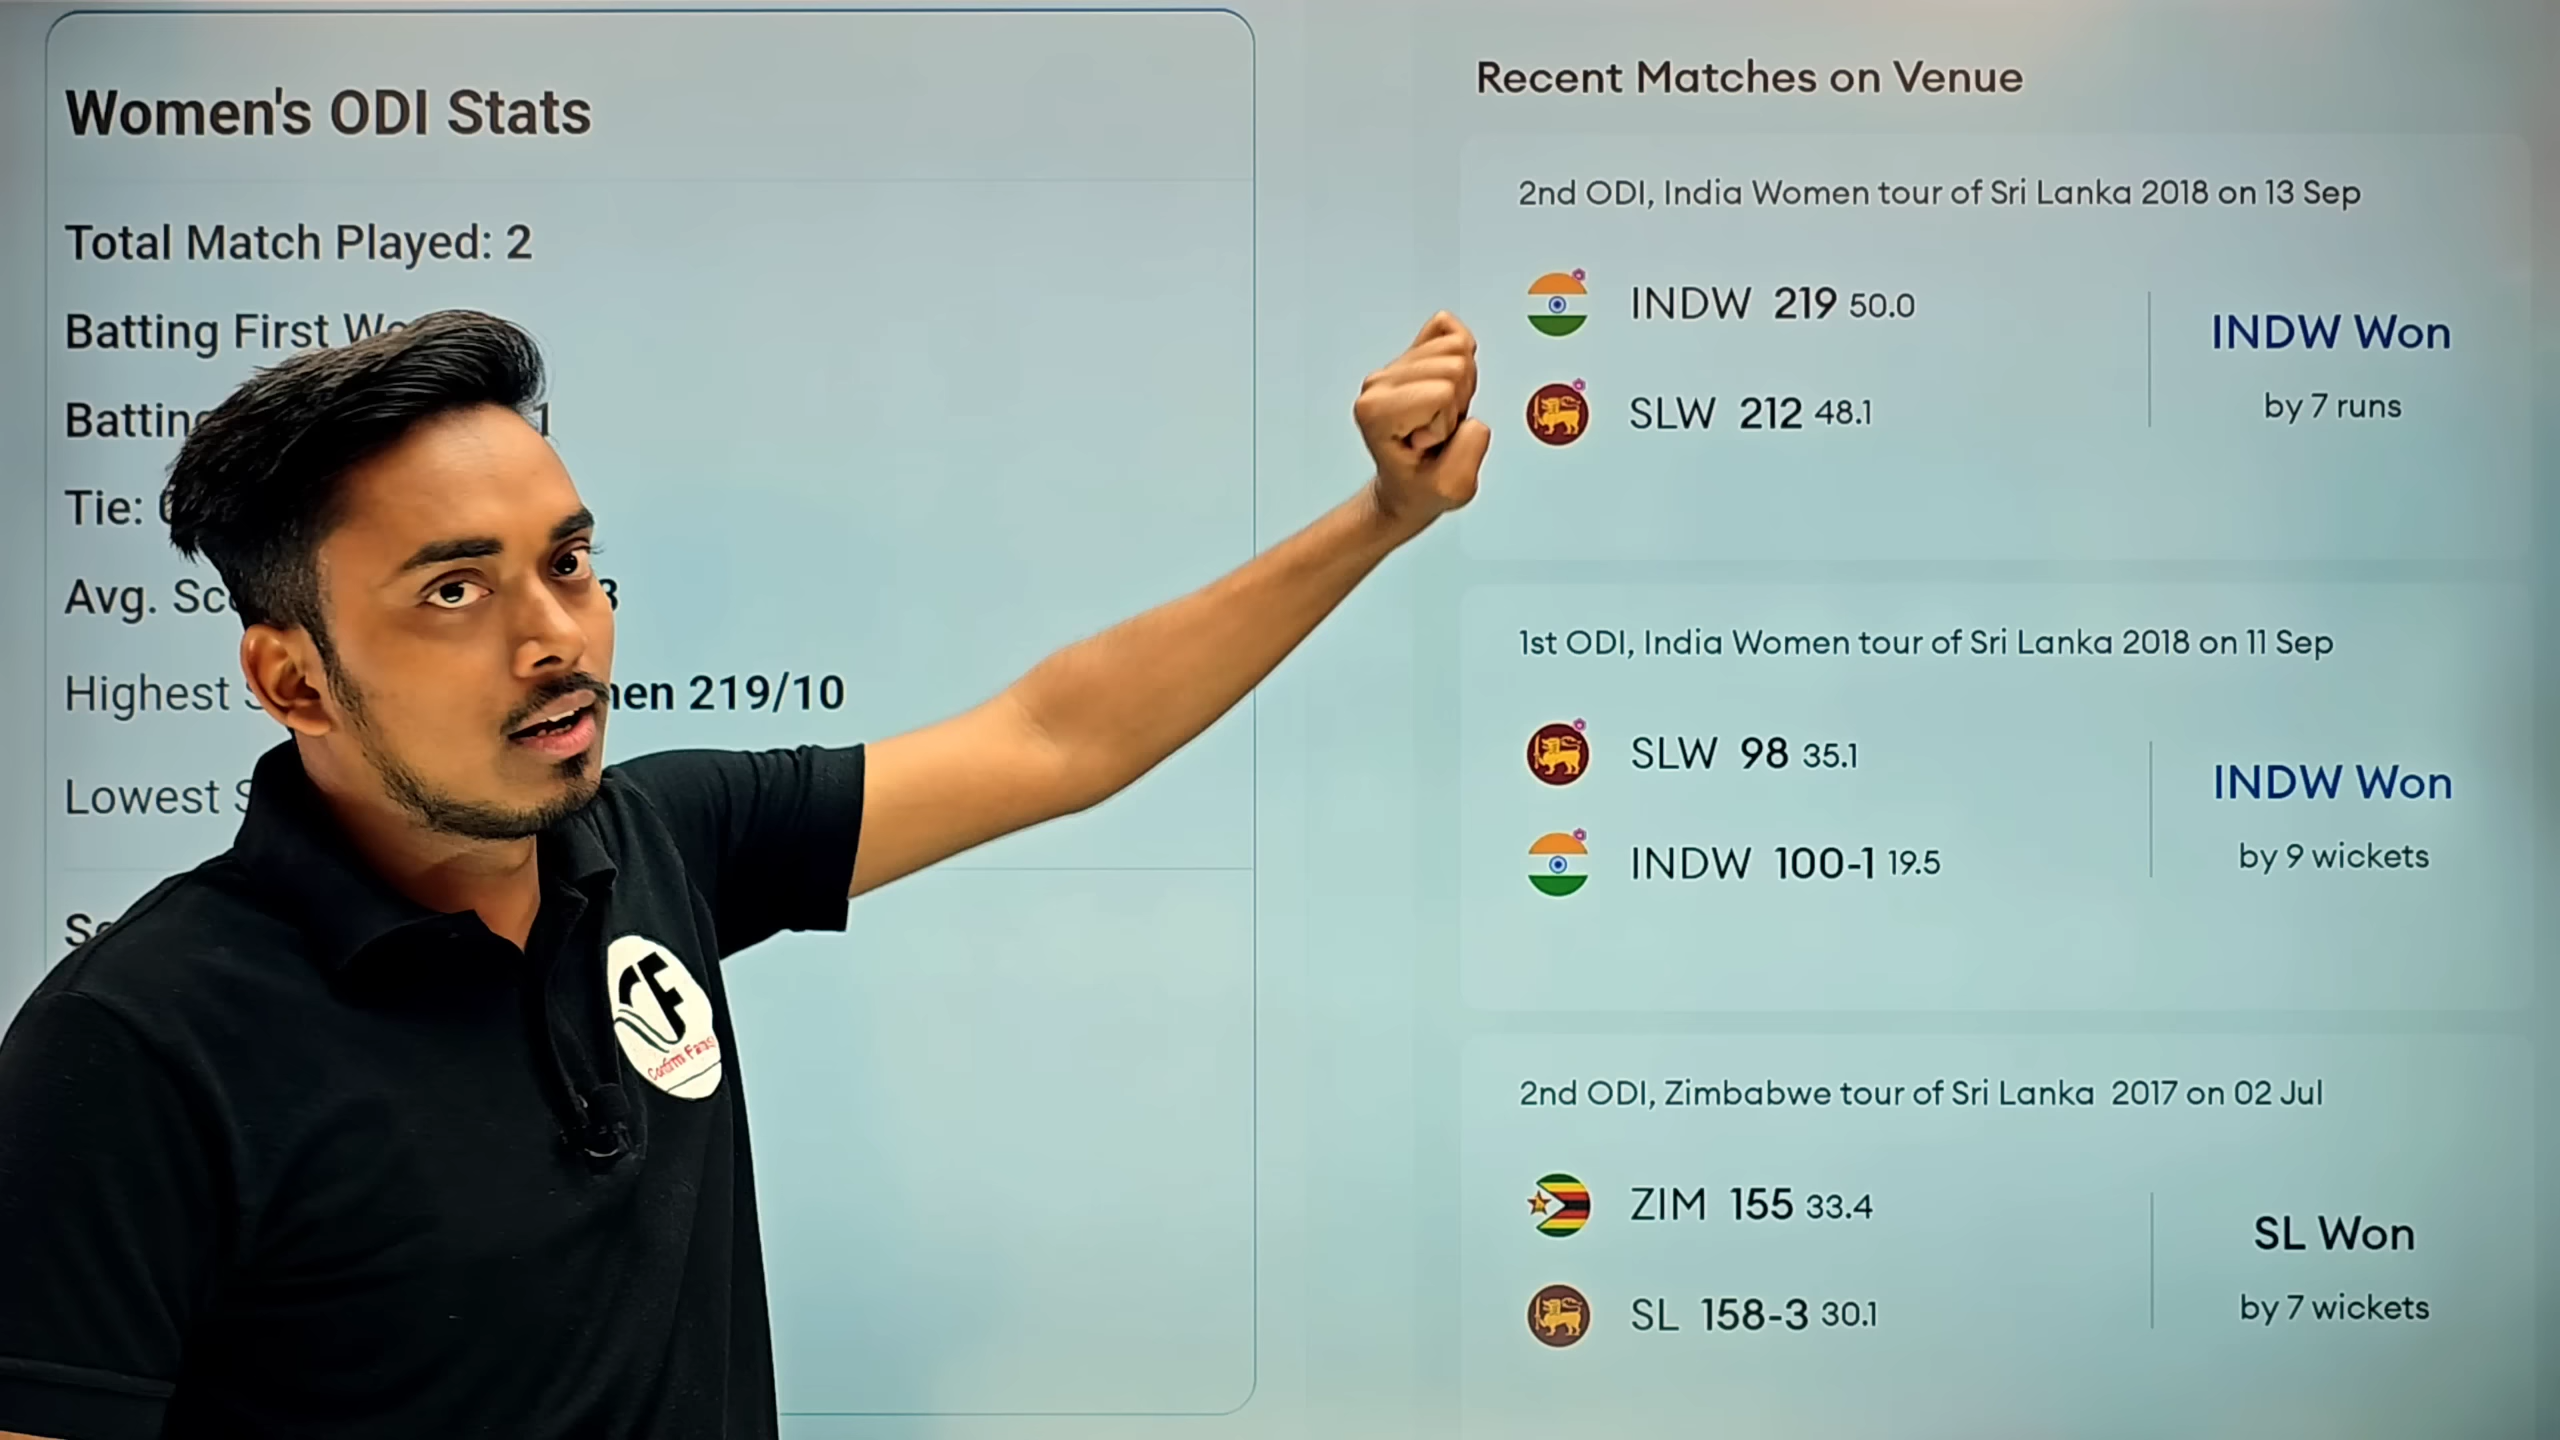 Women's ODI Stats
Total Match Played: 2
Batting First
1
Tie:
Avg.
3
Highest
219/10
Lowest
Recent Matches on Venue
2nd ODI, India Women tour of Sri Lanka 2018 on 13 Sep
INDW 219 50.0
SLW 212 48.1
INDW Won
by 7 runs
1st ODI, India Women tour of Sri Lanka 2018 on 11 Sep
SLW 98 35.1
INDW 100-1 19.5
INDW Won
by 9 wickets
2nd ODI, Zimbabwe tour of Sri Lanka 2017 on 02 Jul
ZIM 155 33.4
SL 158-3 30.1
SL Won
by 7 wickets
CF
Confirm